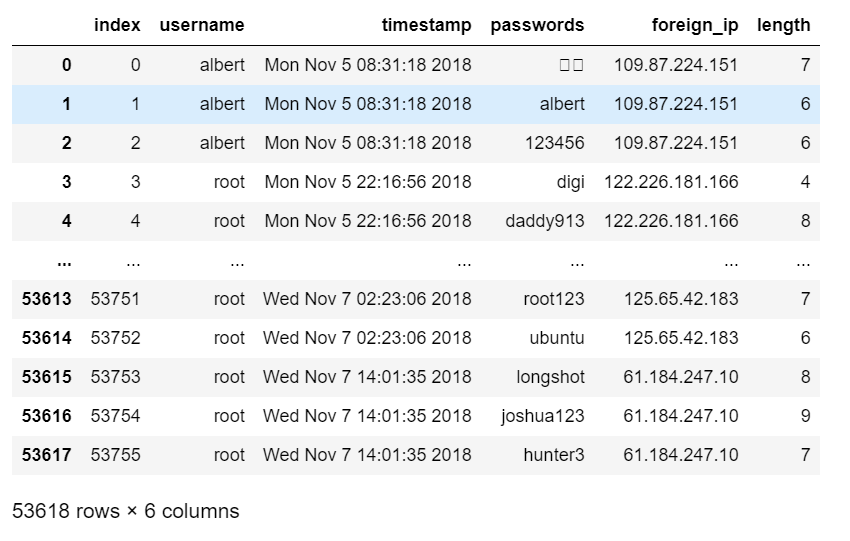 index username timestamp passwords foreign_ip length
0 0 albert Mon Nov 5 08:31:18 2018 109.87.224.151 7
1 1 albert Mon Nov 5 08:31:18 2018 albert 109.87.224.151 6
2 2 albert Mon Nov 5 08:31:18 2018 123456 109.87.224.151 6
3 3 root Mon Nov 5 22:16:56 2018 digi 122.226.181.166 4
4 4 root Mon Nov 5 22:16:56 2018 daddy913 122.226.181.166 8
... ... ... ... ... ... ...
53613 53751 root Wed Nov 7 02:23:06 2018 root123 125.65.42.183 7
53614 53752 root Wed Nov 7 02:23:06 2018 ubuntu 125.65.42.183 6
53615 53753 root Wed Nov 7 14:01:35 2018 longshot 61.184.247.10 8
53616 53754 root Wed Nov 7 14:01:35 2018 joshua123 61.184.247.10 9
53617 53755 root Wed Nov 7 14:01:35 2018 hunter3 61.184.247.10 7
53618 rows × 6 columns